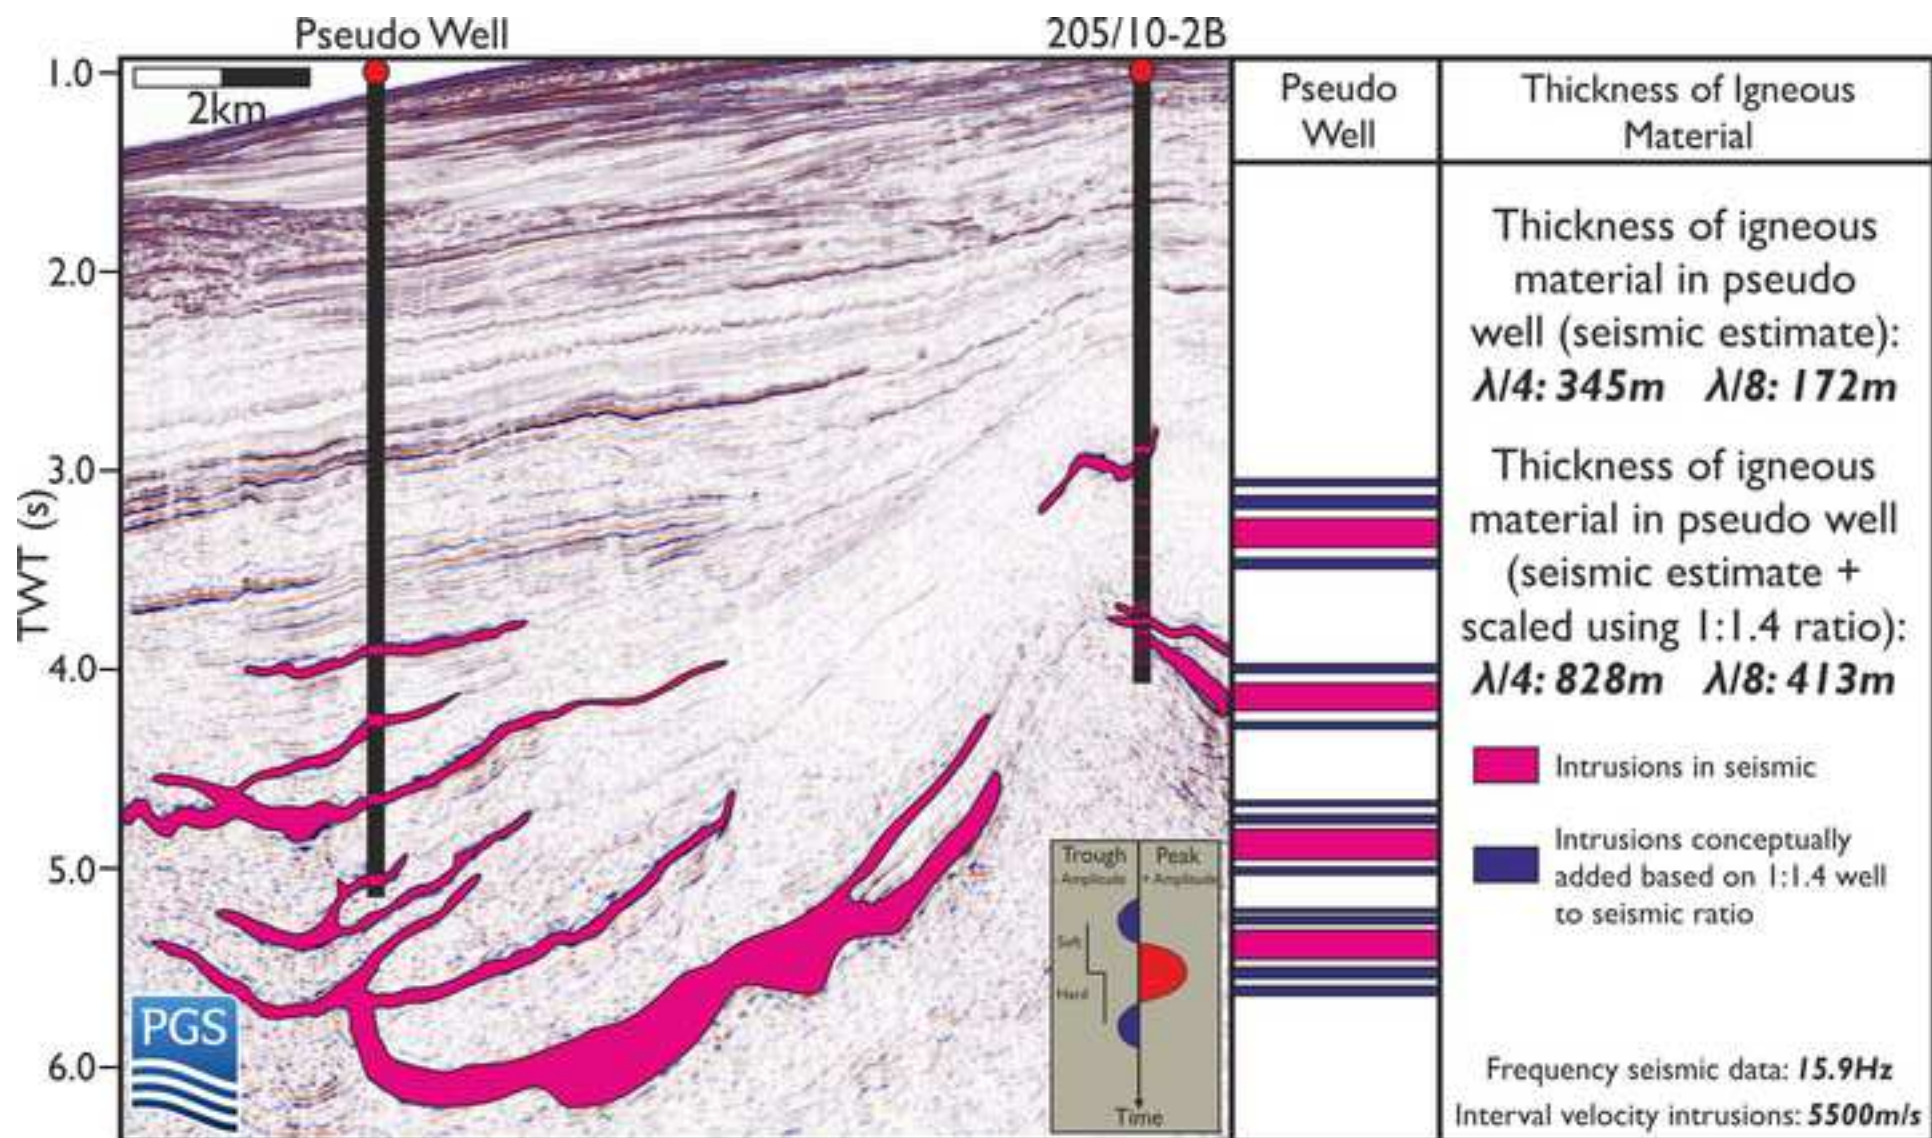 Pseudo Well
205/10-2B
1.0
2.0
3.0
4.0
5.0
6.0
TWT (s)
2km
PGS
Trough
Peak
- Amplitude
+ Amplitude
Soft
Hard
Time
Pseudo
Well
Thickness of Igneous
Material
Thickness of igneous
material in pseudo
well (seismic estimate):
λ/4: 345m λ/8: 172m
Thickness of igneous
material in pseudo well
(seismic estimate +
scaled using 1:1.4 ratio):
λ/4: 828m λ/8: 413m
Intrusions in seismic
Intrusions conceptually
added based on 1:1.4 well
to seismic ratio
Frequency seismic data: 15.9Hz
Interval velocity intrusions: 5500m/s